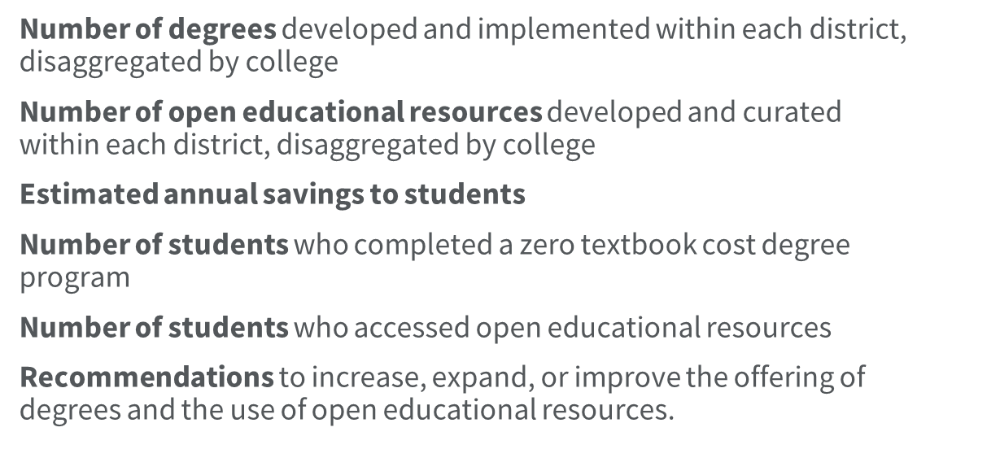 Number of degrees developed and implemented within each district,
disaggregated by college
Number of open educational resources developed and curated
within each district, disaggregated by college
Estimated annual savings to students
Number of students who completed a zero textbook cost degree
program
Number of students who accessed open educational resources
Recommendations to increase, expand, or improve the offering of
degrees and the use of open educational resources.